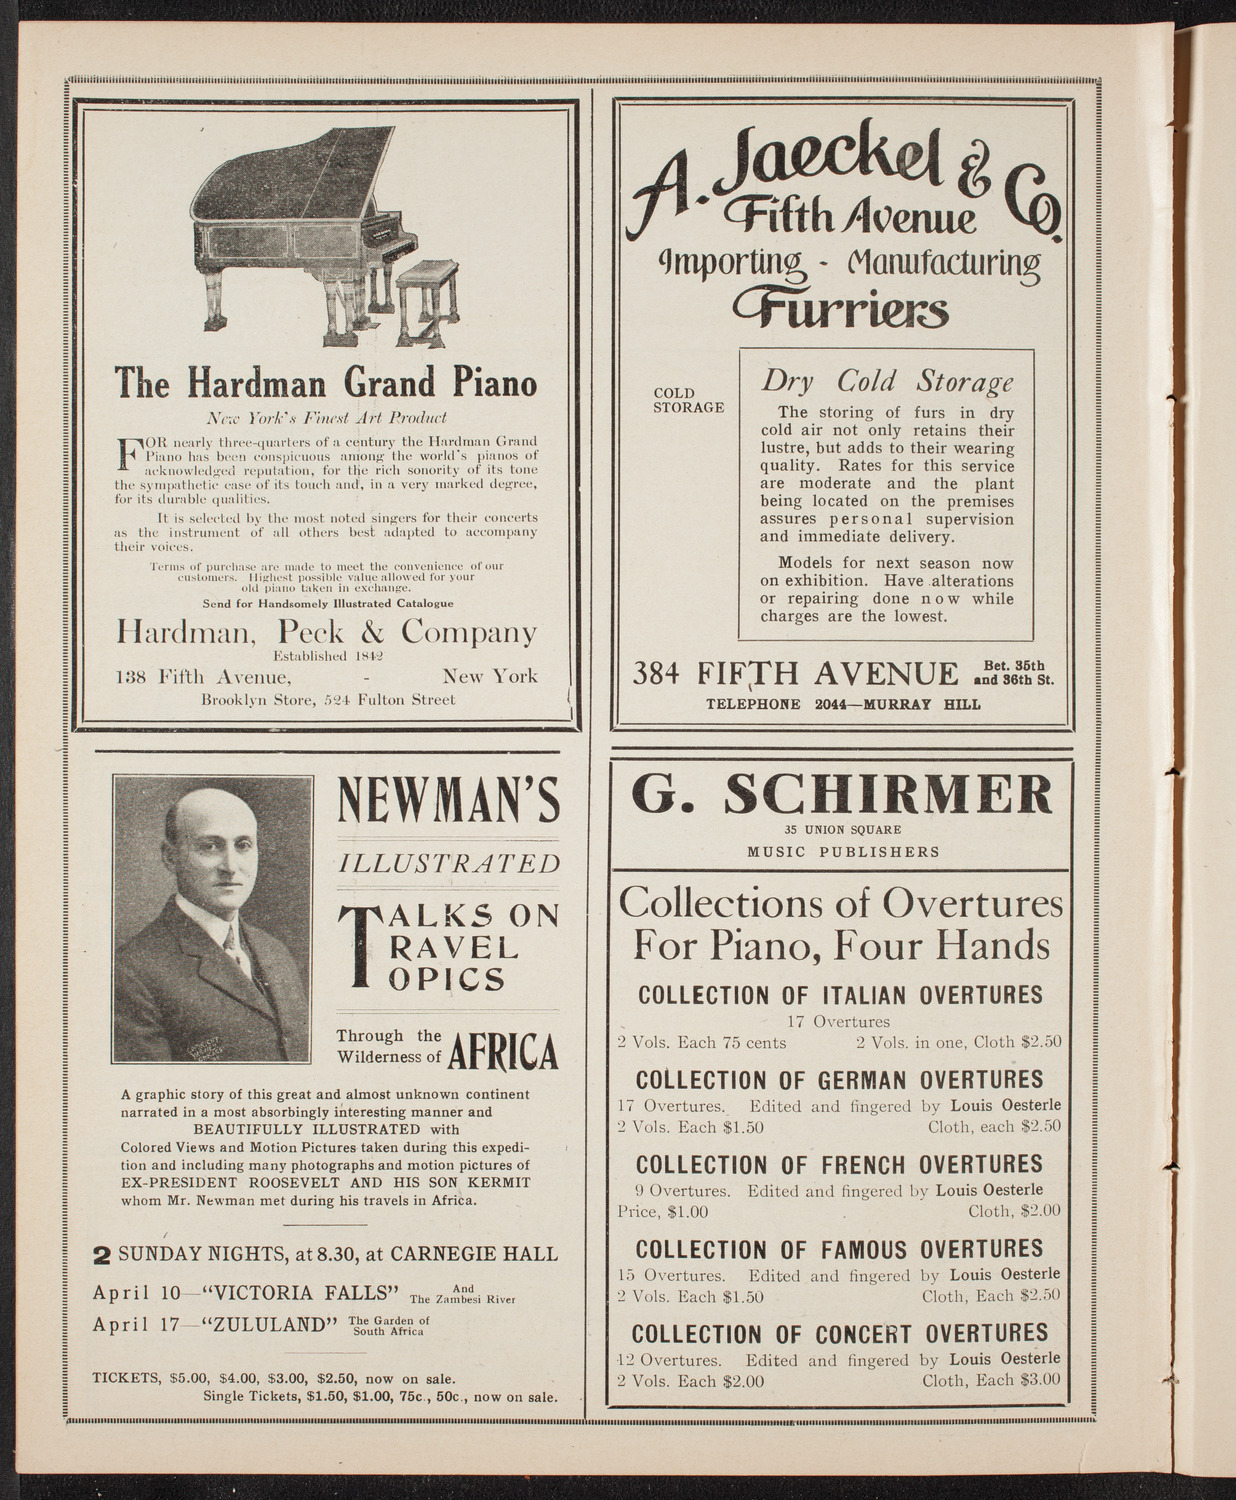 The Hardman Grand Piano
New York's Finest Art Product
FOR nearly three-quarters of a century the Hardman Grand
Piano has been conspicuous among the world's pianos of
acknowledged reputation, for the rich sonority of its tone
the sympathetic ease of its touch and, in a very marked degree,
for its durable qualities.
It is selected by the most noted singers for their concerts
as the instrument of all others best adapted to accompany
their voices.
Terms of purchase are made to meet the convenience of our
customers. Highest possible value allowed for your
old piano taken in exchange.
Send for Handsomely Illustrated Catalogue
Hardman, Peck & Company
Established 1842
138 Fifth Avenue, - New York
Brooklyn Store, 524 Fulton Street
A. Jaeckel & Co.
Fifth Avenue
Importing - Manufacturing
Furriers
COLD
STORAGE
Dry Cold Storage
The storing of furs in dry
cold air not only retains their
lustre, but adds to their wearing
quality. Rates for this service
are moderate and the plant
being located on the premises
assures personal supervision
and immediate delivery.
Models for next season now
on exhibition. Have alterations
or repairing done now while
charges are the lowest.
384 FIFTH AVENUE Bet. 35th
and 36th St.
TELEPHONE 2044—MURRAY HILL
NEWMAN'S
ILLUSTRATED
TALKS ON
TRAVEL
TOPICS
Through the
Wilderness of AFRICA
A graphic story of this great and almost unknown continent
narrated in a most absorbingly interesting manner and
BEAUTIFULLY ILLUSTRATED with
Colored Views and Motion Pictures taken during this expedi-
tion and including many photographs and motion pictures of
EX-PRESIDENT ROOSEVELT AND HIS SON KERMIT
whom Mr. Newman met during his travels in Africa.
2 SUNDAY NIGHTS, at 8.30, at CARNEGIE HALL
April 10—"VICTORIA FALLS" And
The Zambesi River
April 17—"ZULULAND" The Garden of
South Africa
TICKETS, $5.00, $4.00, $3.00, $2.50, now on sale.
Single Tickets, $1.50, $1.00, 75c., 50c., now on sale.
G. SCHIRMER
35 UNION SQUARE
MUSIC PUBLISHERS
Collections of Overtures
For Piano, Four Hands
COLLECTION OF ITALIAN OVERTURES
17 Overtures
2 Vols. Each 75 cents 2 Vols. in one, Cloth $2.50
COLLECTION OF GERMAN OVERTURES
17 Overtures. Edited and fingered by Louis Oesterle
2 Vols. Each $1.50 Cloth, each $2.50
COLLECTION OF FRENCH OVERTURES
9 Overtures. Edited and fingered by Louis Oesterle
Price, $1.00 Cloth, $2.00
COLLECTION OF FAMOUS OVERTURES
15 Overtures. Edited and fingered by Louis Oesterle
2 Vols. Each $1.50 Cloth, Each $2.50
COLLECTION OF CONCERT OVERTURES
12 Overtures. Edited and fingered by Louis Oesterle
2 Vols. Each $2.00 Cloth, Each $3.00